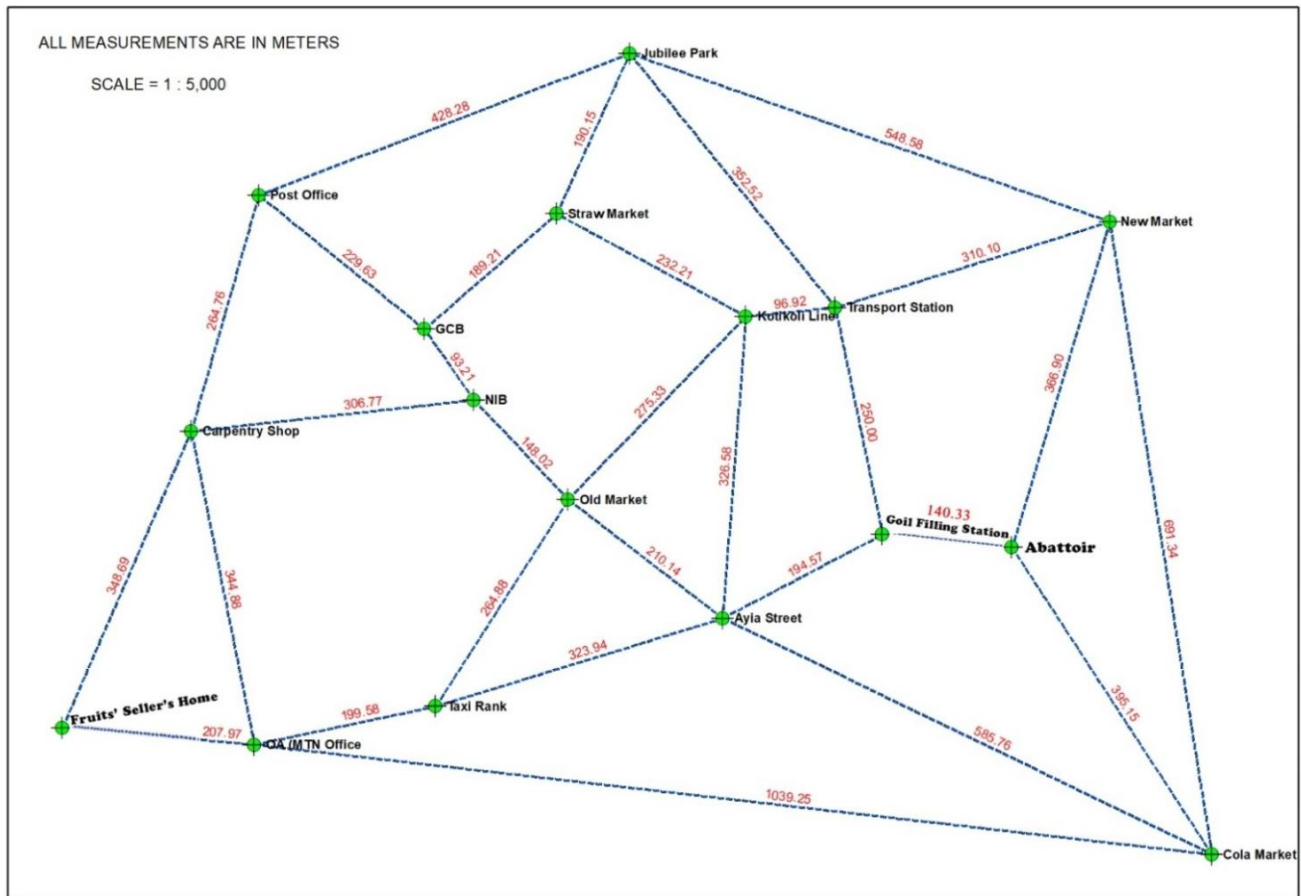 ALL MEASUREMENTS ARE IN METERS
SCALE = 1 : 5,000
Jubilee Park
428.28
190.15
548.58
352.52
Post Office
Straw Market
New Market
229.63
189.21
232.21
310.10
264.76
96.92
Transport Station
Kotikoli Line
GCB
93.21
366.90
NIB
306.77
275.33
250.00
Carpentry Shop
148.02
326.58
Old Market
140.33
Goil Filling Station
Abattoir
691.34
210.14
194.57
348.69
344.88
264.88
Ayia Street
323.94
Fruits' Seller's Home
199.58
Taxi Rank
395.15
207.97
OA (MTN Office
585.76
1039.25
Cola Market